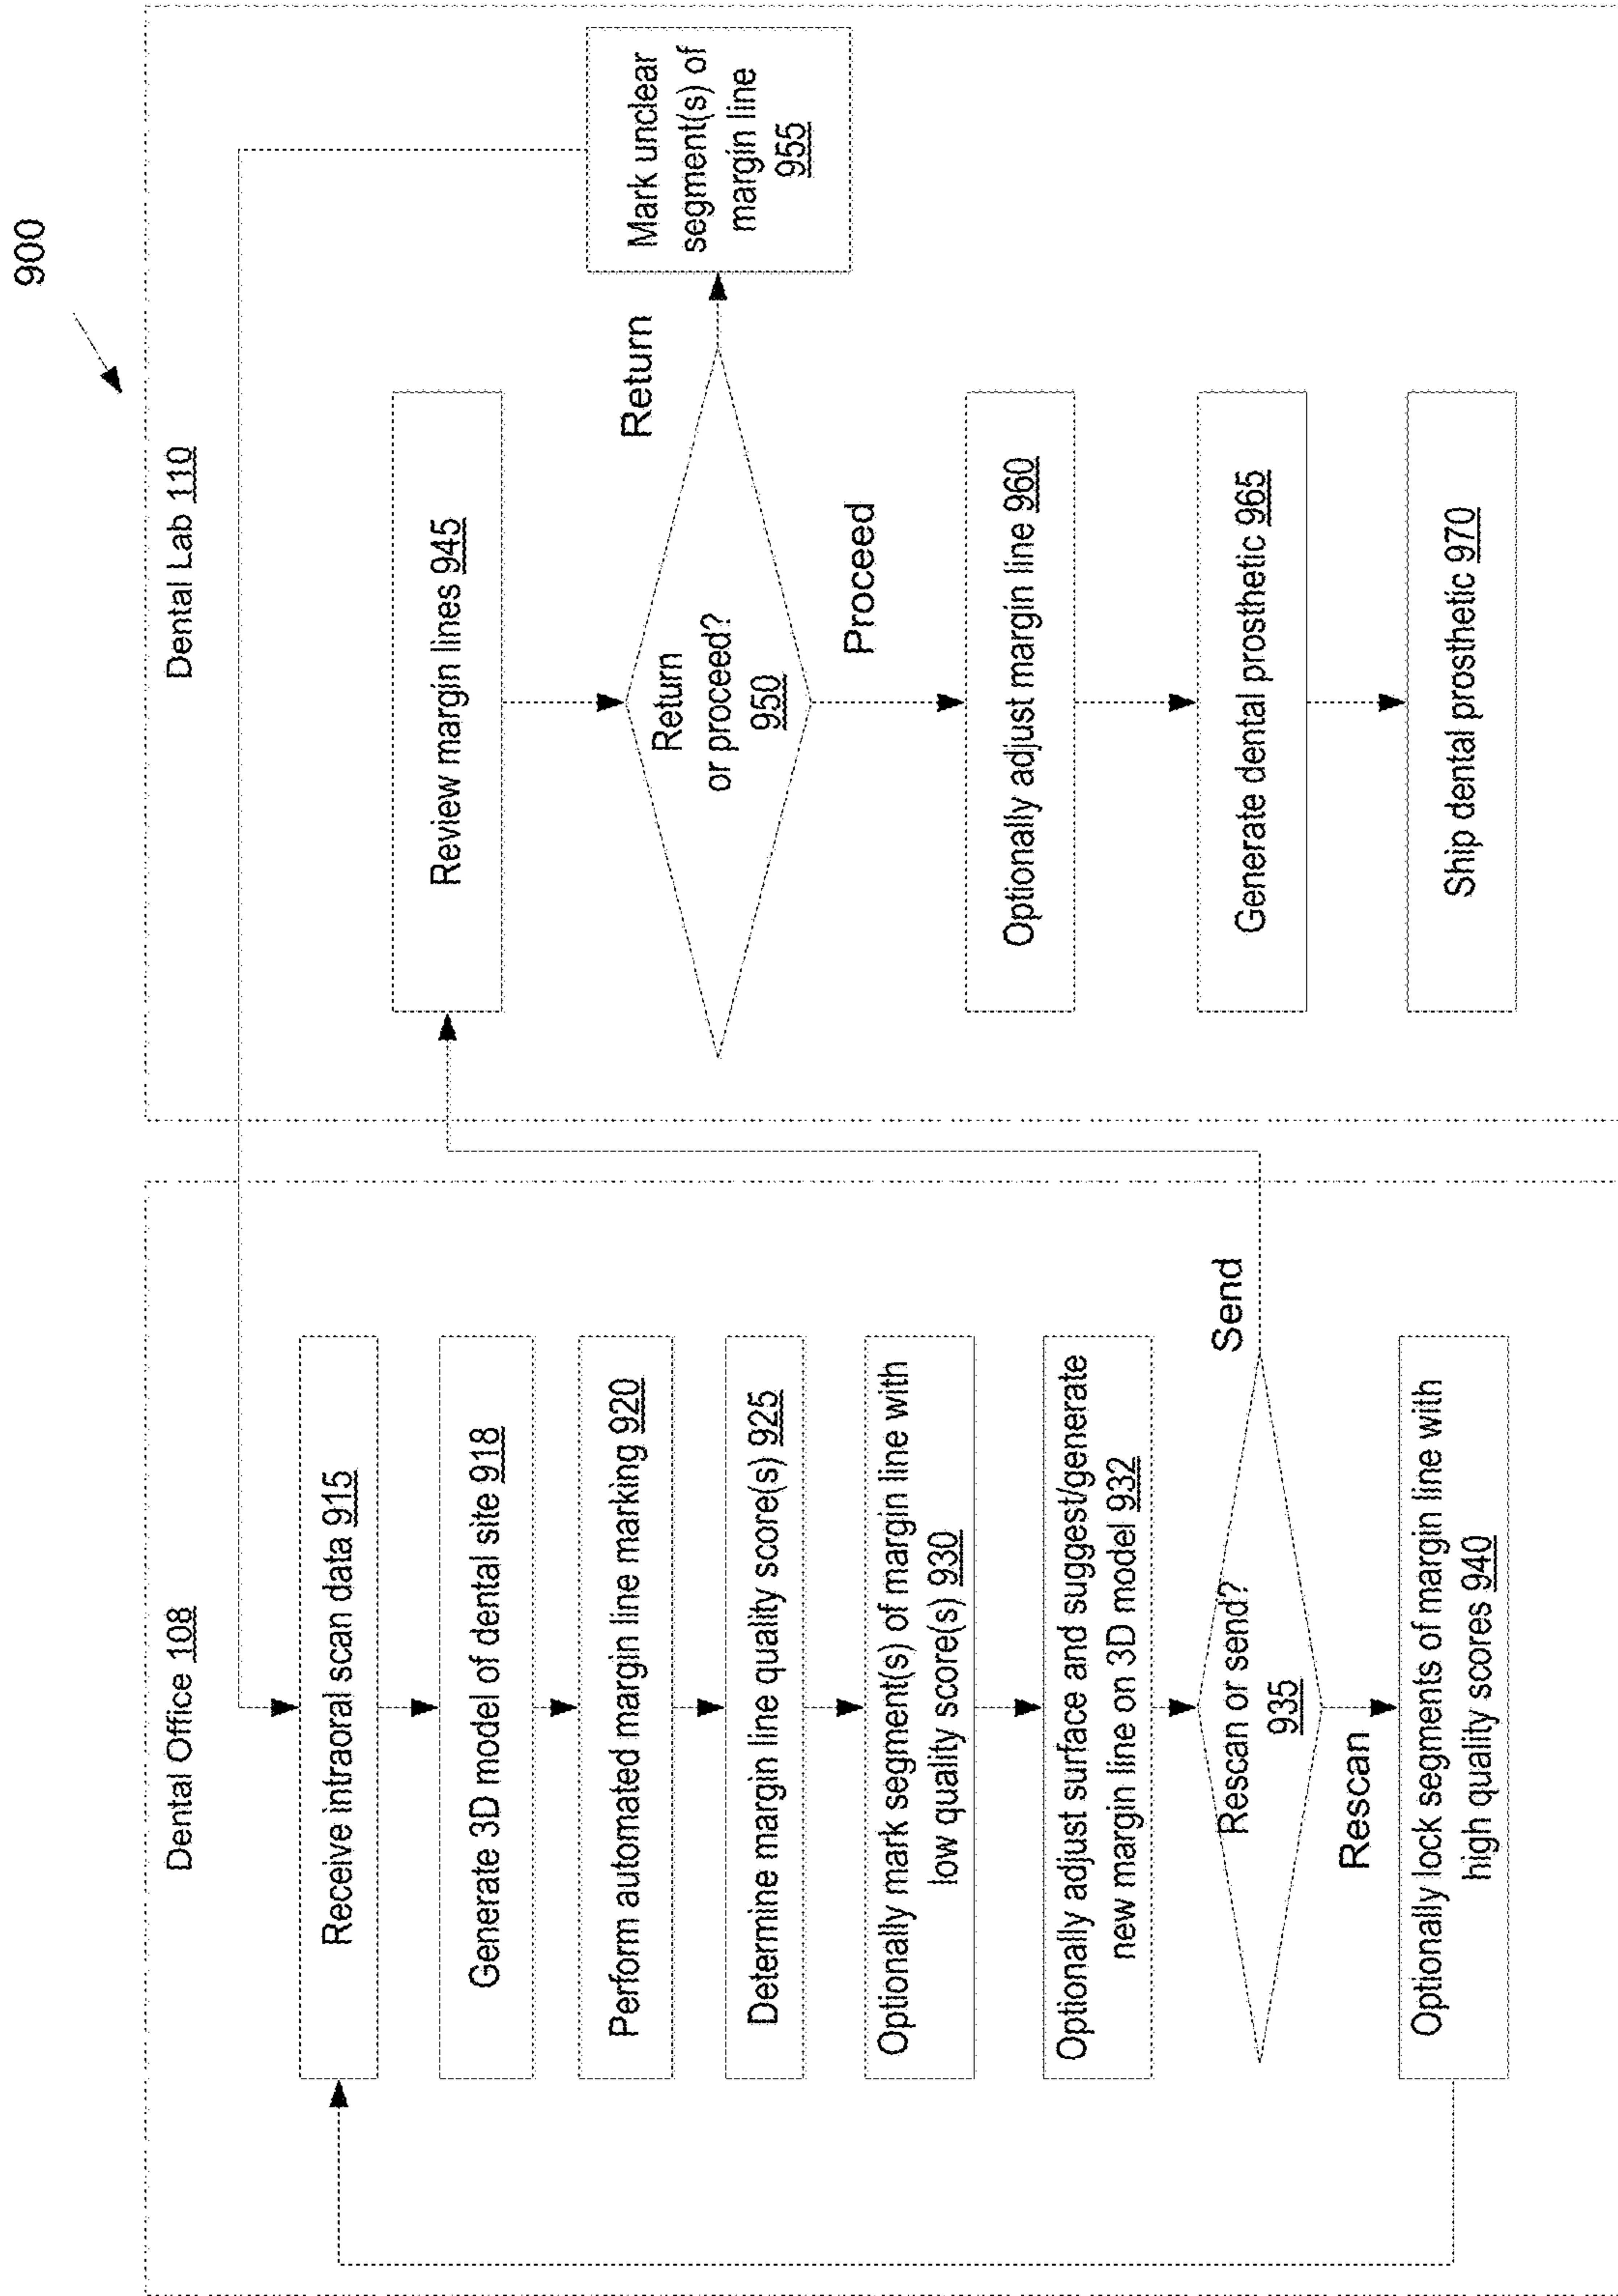 900
Dental Office 108
Receive intraoral scan data 915
Generate 3D model of dental site 918
Perform automated margin line marking 920
Determine margin line quality score(s) 925
Optionally mark segment(s) of margin line with
low quality score(s) 930
Optionally adjust surface and suggest/generate
new margin line on 3D model 932
Rescan or send?
935
Send
Rescan
Optionally lock segments of margin line with
high quality scores 940
Dental Lab 110
Review margin lines 945
Return
or proceed?
950
Return
Mark unclear
segment(s) of
margin line
955
Proceed
Optionally adjust margin line 960
Generate dental prosthetic 965
Ship dental prosthetic 970